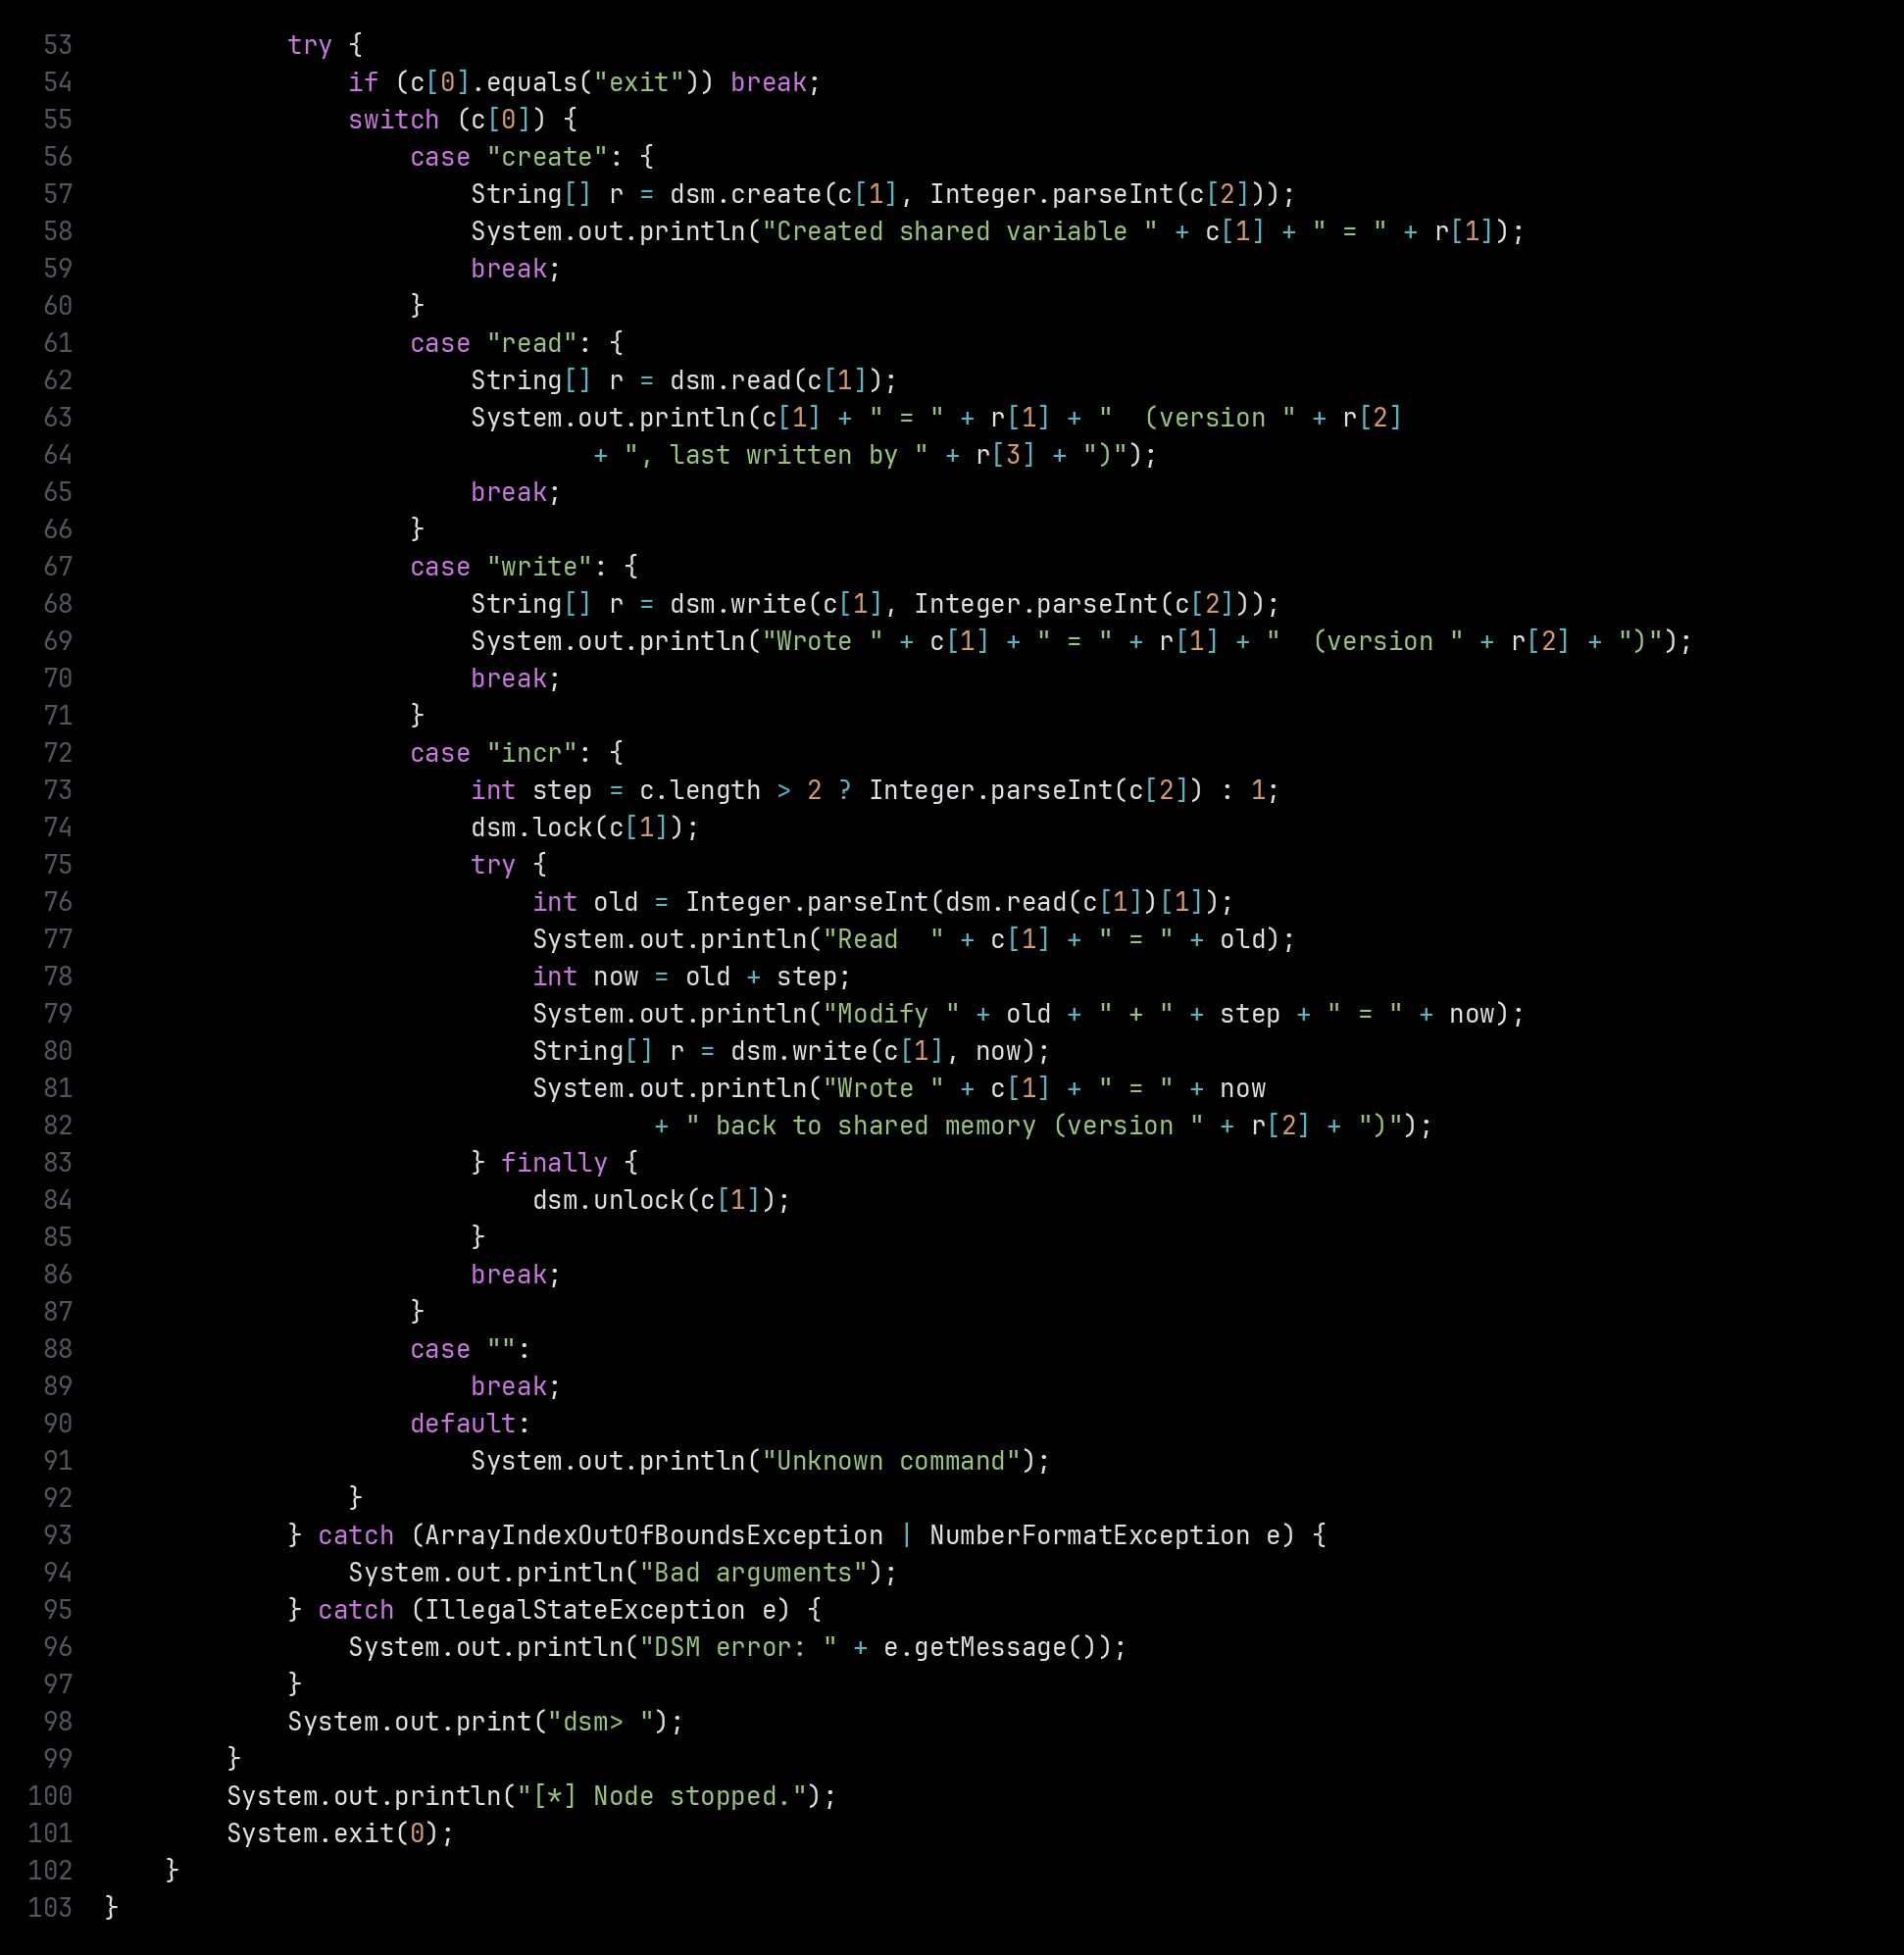 53 try {
54 if (c[0].equals("exit")) break;
55 switch (c[0]) {
56 case "create": {
57 String[] r = dsm.create(c[1], Integer.parseInt(c[2]));
58 System.out.println("Created shared variable " + c[1] + " = " + r[1]);
59 break;
60 }
61 case "read": {
62 String[] r = dsm.read(c[1]);
63 System.out.println(c[1] + " = " + r[1] + "  (version " + r[2]
64 + ", last written by " + r[3] + ")");
65 break;
66 }
67 case "write": {
68 String[] r = dsm.write(c[1], Integer.parseInt(c[2]));
69 System.out.println("Wrote " + c[1] + " = " + r[1] + "  (version " + r[2] + ")");
70 break;
71 }
72 case "incr": {
73 int step = c.length > 2 ? Integer.parseInt(c[2]) : 1;
74 dsm.lock(c[1]);
75 try {
76 int old = Integer.parseInt(dsm.read(c[1])[1]);
77 System.out.println("Read  " + c[1] + " = " + old);
78 int now = old + step;
79 System.out.println("Modify " + old + " + " + step + " = " + now);
80 String[] r = dsm.write(c[1], now);
81 System.out.println("Wrote " + c[1] + " = " + now
82 + " back to shared memory (version " + r[2] + ")");
83 } finally {
84 dsm.unlock(c[1]);
85 }
86 break;
87 }
88 case "":
89 break;
90 default:
91 System.out.println("Unknown command");
92 }
93 } catch (ArrayIndexOutOfBoundsException | NumberFormatException e) {
94 System.out.println("Bad arguments");
95 } catch (IllegalStateException e) {
96 System.out.println("DSM error: " + e.getMessage());
97 }
98 System.out.print("dsm> ");
99 }
100 System.out.println("[*] Node stopped.");
101 System.exit(0);
102 }
103 }